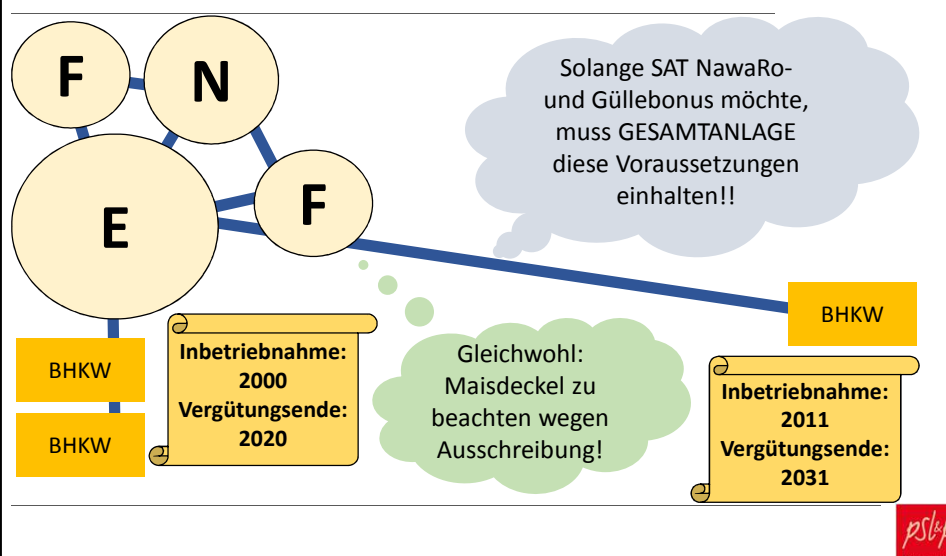 F
N
E
F
Solange SAT NawaRo-
und Güllebonus möchte,
muss GESAMTANLAGE
diese Voraussetzungen
einhalten!!
BHKW
BHKW
BHKW
Inbetriebnahme:
2000
Vergütungsende:
2020
Gleichwohl:
Maisdeckel zu
beachten wegen
Ausschreibung!
Inbetriebnahme:
2011
Vergütungsende:
2031